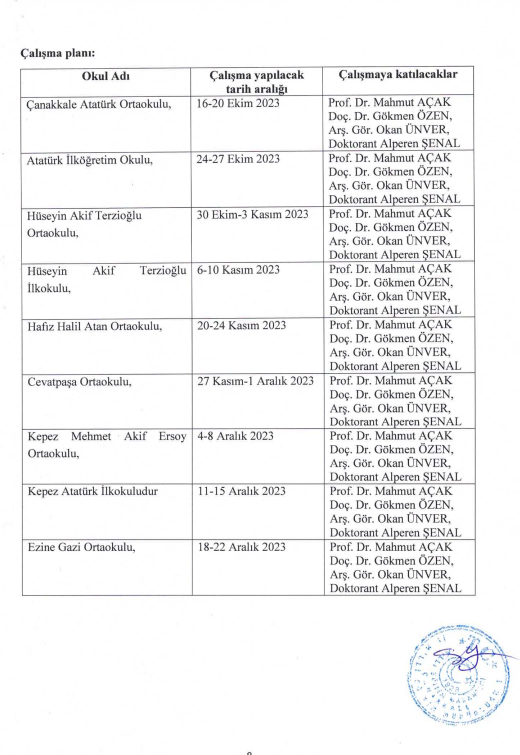 Çalışma planı:
Okul Adı
Çalışma yapılacak
tarih aralığı
Çalışmaya katılacaklar
Çanakkale Atatürk Ortaokulu,
16-20 Ekim 2023
Prof. Dr. Mahmut AÇAK
Doç. Dr. Gökmen ÖZEN,
Arş. Gör. Okan ÜNVER,
Doktorant Alperen ŞENAL
Atatürk İlköğretim Okulu,
24-27 Ekim 2023
Prof. Dr. Mahmut AÇAK
Doç. Dr. Gökmen ÖZEN,
Arş. Gör. Okan ÜNVER,
Doktorant Alperen ŞENAL
Hüseyin Akif Terzioğlu
Ortaokulu,
30 Ekim-3 Kasım 2023
Prof. Dr. Mahmut AÇAK
Doç. Dr. Gökmen ÖZEN,
Arş. Gör. Okan ÜNVER,
Doktorant Alperen ŞENAL
Hüseyin Akif Terzioğlu
İlkokulu,
6-10 Kasım 2023
Prof. Dr. Mahmut AÇAK
Doç. Dr. Gökmen ÖZEN,
Arş. Gör. Okan ÜNVER,
Doktorant Alperen ŞENAL
Hafız Halil Atan Ortaokulu,
20-24 Kasım 2023
Prof. Dr. Mahmut AÇAK
Doç. Dr. Gökmen ÖZEN,
Arş. Gör. Okan ÜNVER,
Doktorant Alperen ŞENAL
Cevatpaşa Ortaokulu,
27 Kasım-1 Aralık 2023
Prof. Dr. Mahmut AÇAK
Doç. Dr. Gökmen ÖZEN,
Arş. Gör. Okan ÜNVER,
Doktorant Alperen ŞENAL
Kepez Mehmet Akif Ersoy
Ortaokulu,
4-8 Aralık 2023
Prof. Dr. Mahmut AÇAK
Doç. Dr. Gökmen ÖZEN,
Arş. Gör. Okan ÜNVER,
Doktorant Alperen ŞENAL
Kepez Atatürk İlkokuludur
11-15 Aralık 2023
Prof. Dr. Mahmut AÇAK
Doç. Dr. Gökmen ÖZEN,
Arş. Gör. Okan ÜNVER,
Doktorant Alperen ŞENAL
Ezine Gazi Ortaokulu,
18-22 Aralık 2023
Prof. Dr. Mahmut AÇAK
Doç. Dr. Gökmen ÖZEN,
Arş. Gör. Okan ÜNVER,
Doktorant Alperen ŞENAL